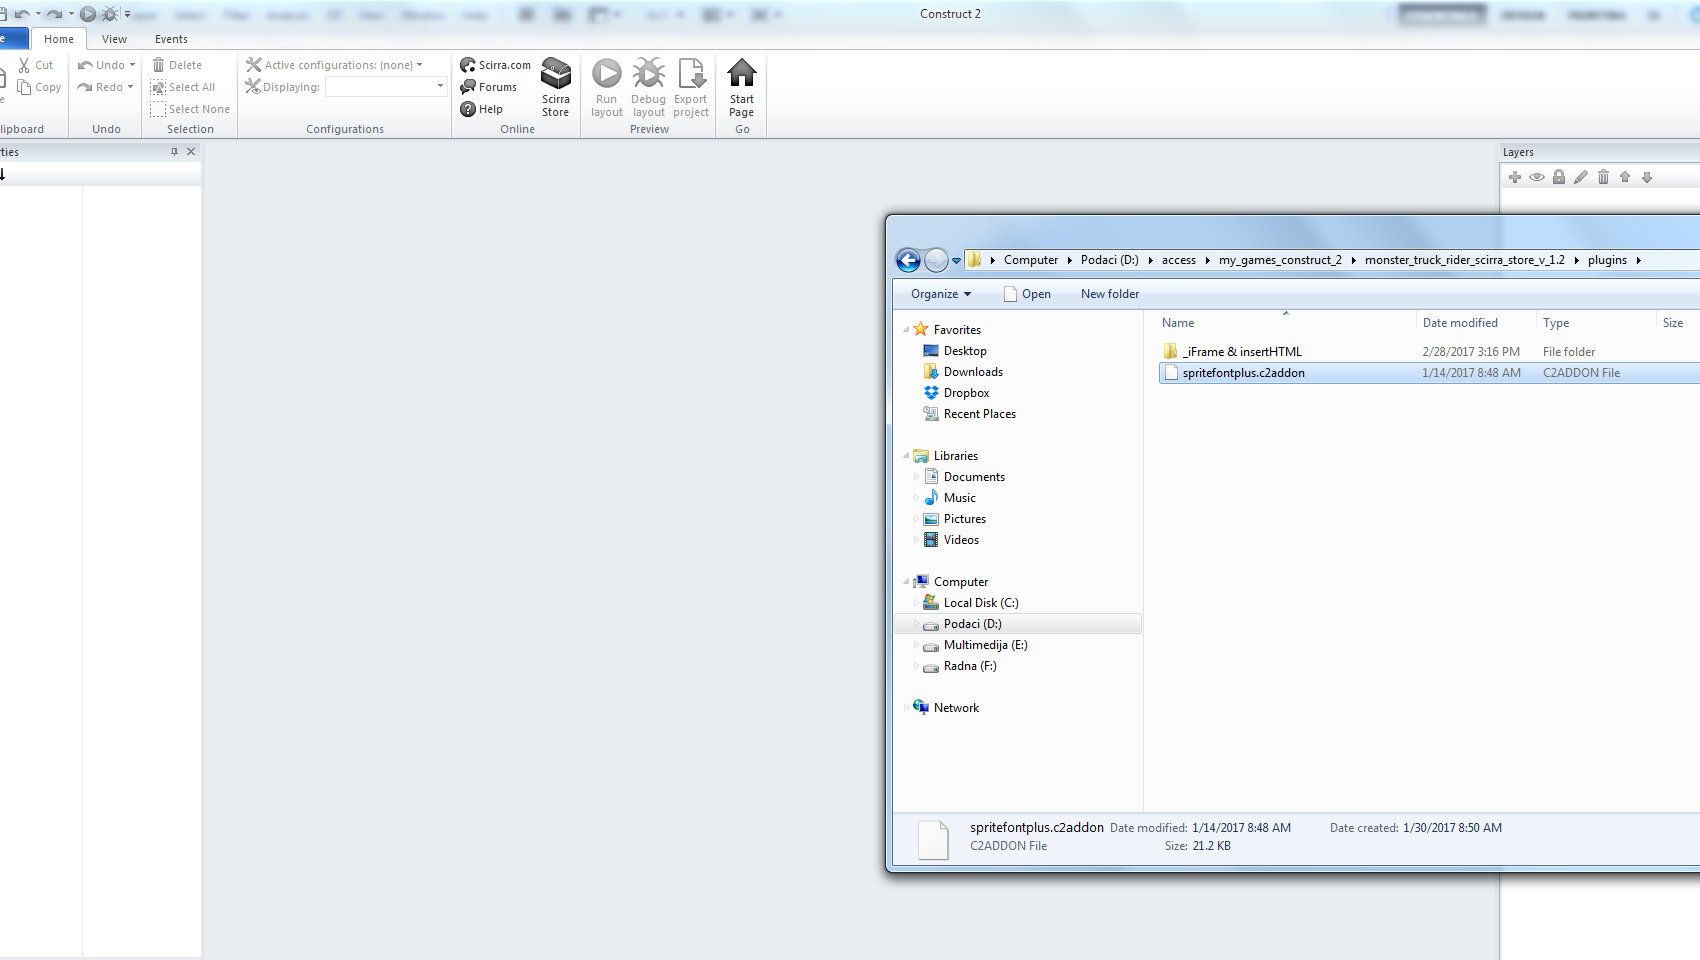 Construct 2
Home View Events
Cut
Copy
Undo
Redo
Delete
Select All
Select None
Active configurations: (none)
Displaying:
Scirra.com
Forums
Help
Scirra Store
Run layout
Debug layout
Export project
Start Page
lipboard
Undo
Selection
Configurations
Online
Preview
Go
ties
Layers
Computer Podaci (D:) access my_games_construct_2 monster_truck_rider_scirra_store_v_1.2 plugins
Organize Open New folder
Name Date modified Type Size
_iFrame & insertHTML 2/28/2017 3:16 PM File folder
spritefontplus.c2addon 1/14/2017 8:48 AM C2ADDON File
Favorites
Desktop
Downloads
Dropbox
Recent Places
Libraries
Documents
Music
Pictures
Videos
Computer
Local Disk (C:)
Podaci (D:)
Multimedija (E:)
Radna (F:)
Network
spritefontplus.c2addon Date modified: 1/14/2017 8:48 AM Date created: 1/30/2017 8:50 AM
C2ADDON File Size: 21.2 KB